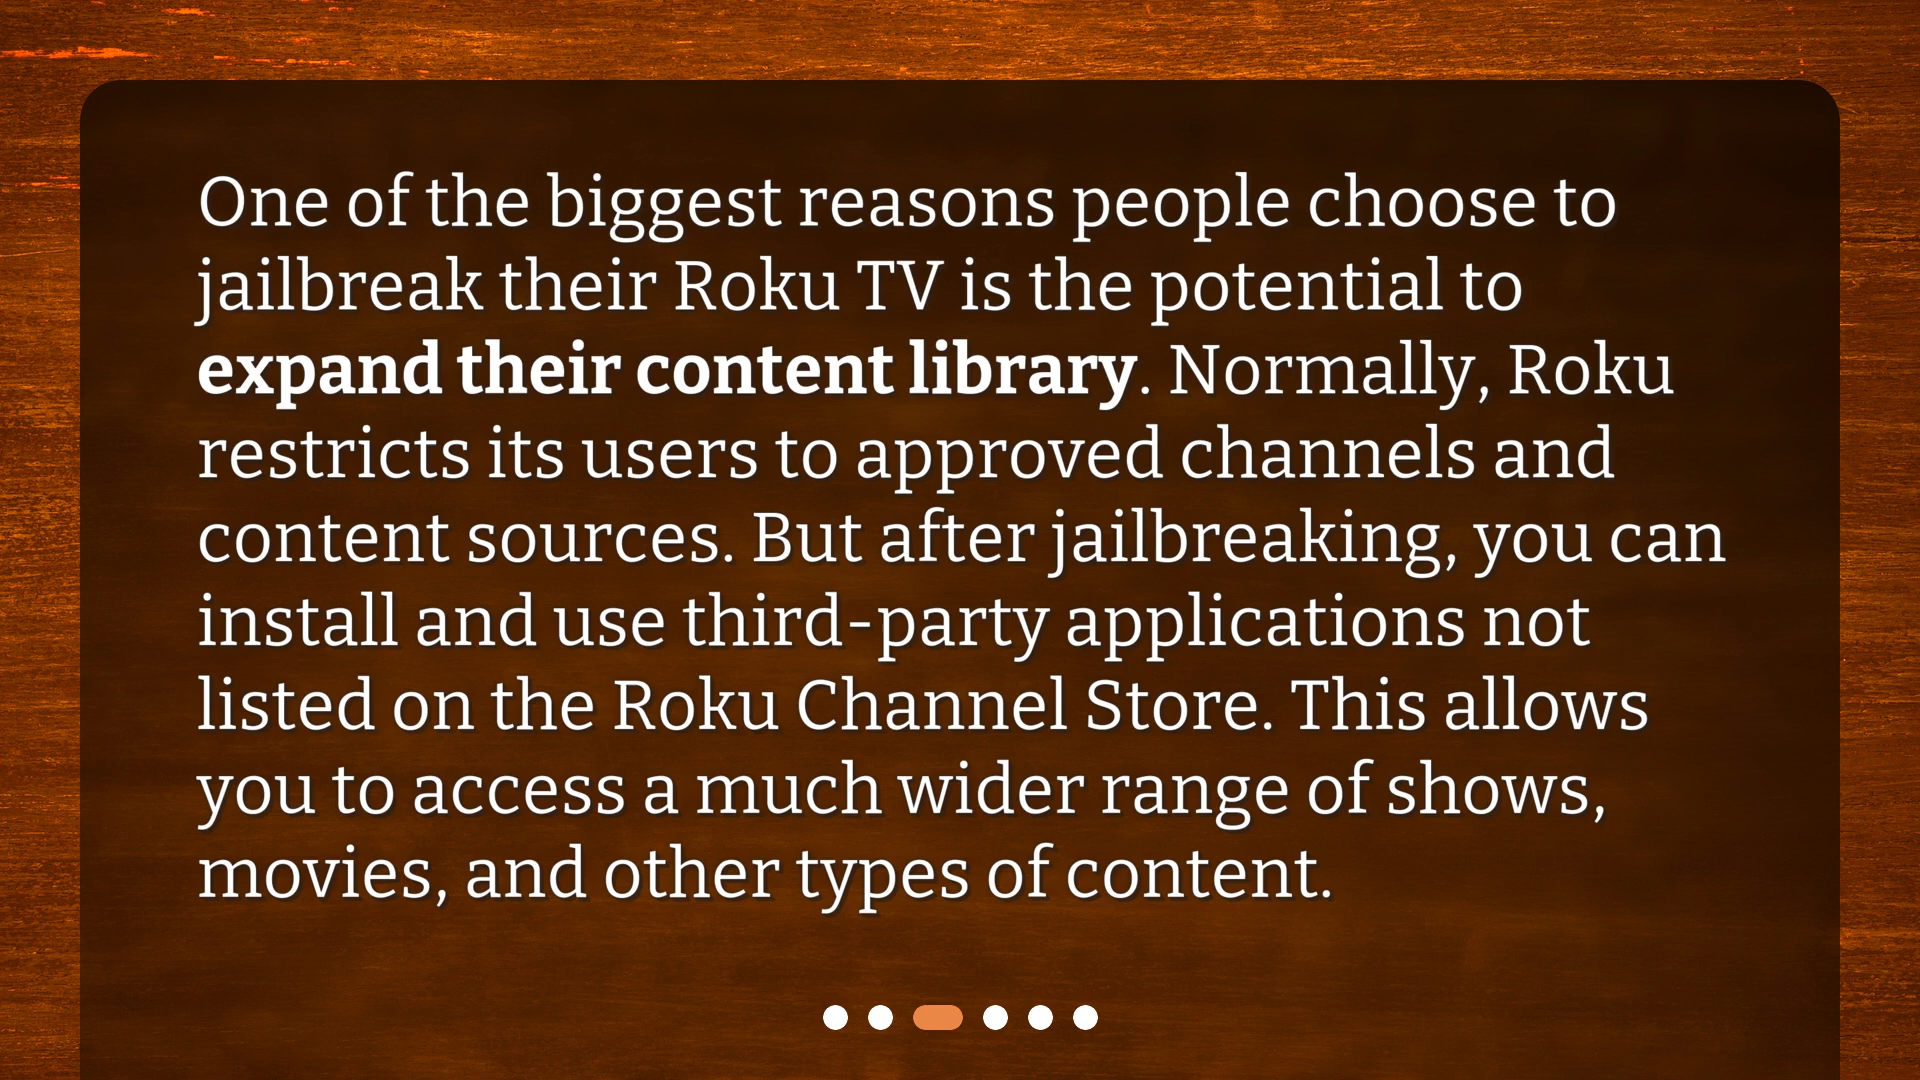 One of the biggest reasons people choose to
jailbreak their Roku TV is the potential to
expand their content library. Normally, Roku
restricts its users to approved channels and
content sources. But after jailbreaking, you can
install and use third-party applications not
listed on the Roku Channel Store. This allows
you to access a much wider range of shows,
movies, and other types of content.